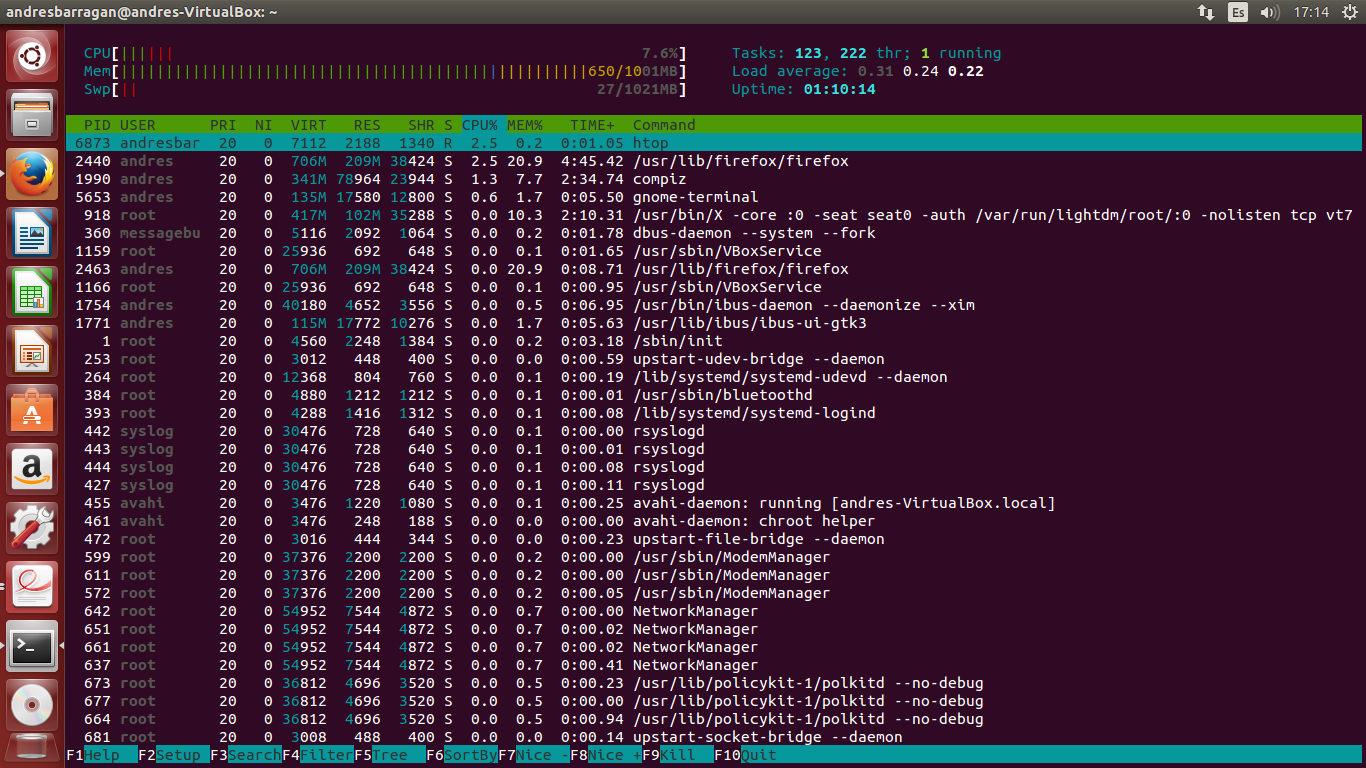 andresbarragan@andres-VirtualBox: ~ Es 17:14
CPU[|||||| 7.6%] Tasks: 123, 222 thr; 1 running
Mem[||||||||||||||||||||||||||||||||||||||||||||||||||||650/1001MB] Load average: 0.31 0.24 0.22
Swp[|| 27/1021MB] Uptime: 01:10:14
PID USER PRI NI VIRT RES SHR S CPU% MEM% TIME+ Command
6873 andresbar 20 0 7112 2188 1340 R 2.5 0.2 0:01.05 htop
2440 andres 20 0 706M 209M 38424 S 2.5 20.9 4:45.42 /usr/lib/firefox/firefox
1990 andres 20 0 341M 78964 23944 S 1.3 7.7 2:34.74 compiz
5653 andres 20 0 135M 17580 12800 S 0.6 1.7 0:05.50 gnome-terminal
918 root 20 0 417M 102M 35288 S 0.0 10.3 2:10.31 /usr/bin/X -core :0 -seat seat0 -auth /var/run/lightdm/root/:0 -nolisten tcp vt7
360 messagebu 20 0 5116 2092 1064 S 0.0 0.2 0:01.78 dbus-daemon --system --fork
1159 root 20 0 25936 692 648 S 0.0 0.1 0:01.65 /usr/sbin/VBoxService
2463 andres 20 0 706M 209M 38424 S 0.0 20.9 0:08.71 /usr/lib/firefox/firefox
1166 root 20 0 25936 692 648 S 0.0 0.1 0:00.95 /usr/sbin/VBoxService
1754 andres 20 0 40180 4652 3556 S 0.0 0.5 0:06.95 /usr/bin/ibus-daemon --daemonize --xim
1771 andres 20 0 115M 17772 10276 S 0.0 1.7 0:05.63 /usr/lib/ibus/ibus-ui-gtk3
1 root 20 0 4560 2248 1384 S 0.0 0.2 0:03.18 /sbin/init
253 root 20 0 3012 448 400 S 0.0 0.0 0:00.59 upstart-udev-bridge --daemon
264 root 20 0 12368 804 760 S 0.0 0.1 0:00.19 /lib/systemd/systemd-udevd --daemon
384 root 20 0 4880 1212 1212 S 0.0 0.1 0:00.01 /usr/sbin/bluetoothd
393 root 20 0 4288 1416 1312 S 0.0 0.1 0:00.08 /lib/systemd/systemd-logind
442 syslog 20 0 30476 728 640 S 0.0 0.1 0:00.00 rsyslogd
443 syslog 20 0 30476 728 640 S 0.0 0.1 0:00.01 rsyslogd
444 syslog 20 0 30476 728 640 S 0.0 0.1 0:00.08 rsyslogd
427 syslog 20 0 30476 728 640 S 0.0 0.1 0:00.11 rsyslogd
455 avahi 20 0 3476 1220 1080 S 0.0 0.1 0:00.25 avahi-daemon: running [andres-VirtualBox.local]
461 avahi 20 0 3476 248 188 S 0.0 0.0 0:00.00 avahi-daemon: chroot helper
472 root 20 0 3016 444 344 S 0.0 0.0 0:00.23 upstart-file-bridge --daemon
599 root 20 0 37376 2200 2200 S 0.0 0.2 0:00.00 /usr/sbin/ModemManager
611 root 20 0 37376 2200 2200 S 0.0 0.2 0:00.00 /usr/sbin/ModemManager
572 root 20 0 37376 2200 2200 S 0.0 0.2 0:00.05 /usr/sbin/ModemManager
642 root 20 0 54952 7544 4872 S 0.0 0.7 0:00.00 NetworkManager
651 root 20 0 54952 7544 4872 S 0.0 0.7 0:00.02 NetworkManager
661 root 20 0 54952 7544 4872 S 0.0 0.7 0:00.02 NetworkManager
637 root 20 0 54952 7544 4872 S 0.0 0.7 0:00.41 NetworkManager
673 root 20 0 36812 4696 3520 S 0.0 0.5 0:00.23 /usr/lib/policykit-1/polkitd --no-debug
677 root 20 0 36812 4696 3520 S 0.0 0.5 0:00.00 /usr/lib/policykit-1/polkitd --no-debug
664 root 20 0 36812 4696 3520 S 0.0 0.5 0:00.94 /usr/lib/policykit-1/polkitd --no-debug
681 root 20 0 3008 488 400 S 0.0 0.0 0:00.14 upstart-socket-bridge --daemon
F1Help F2Setup F3SearchF4FilterF5Tree F6SortByF7Nice -F8Nice +F9Kill F10Quit